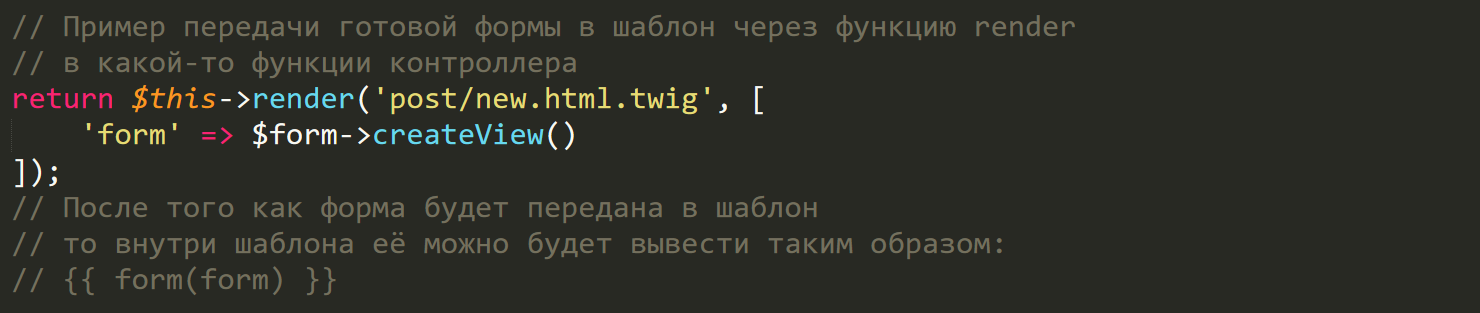 // Пример передачи готовой формы в шаблон через функцию render
// в какой-то функции контроллера
return $this->render('post/new.html.twig', [
    'form' => $form->createView()
]);
// После того как форма будет передана в шаблон
// то внутри шаблона её можно будет вывести таким образом:
// {{ form(form) }}